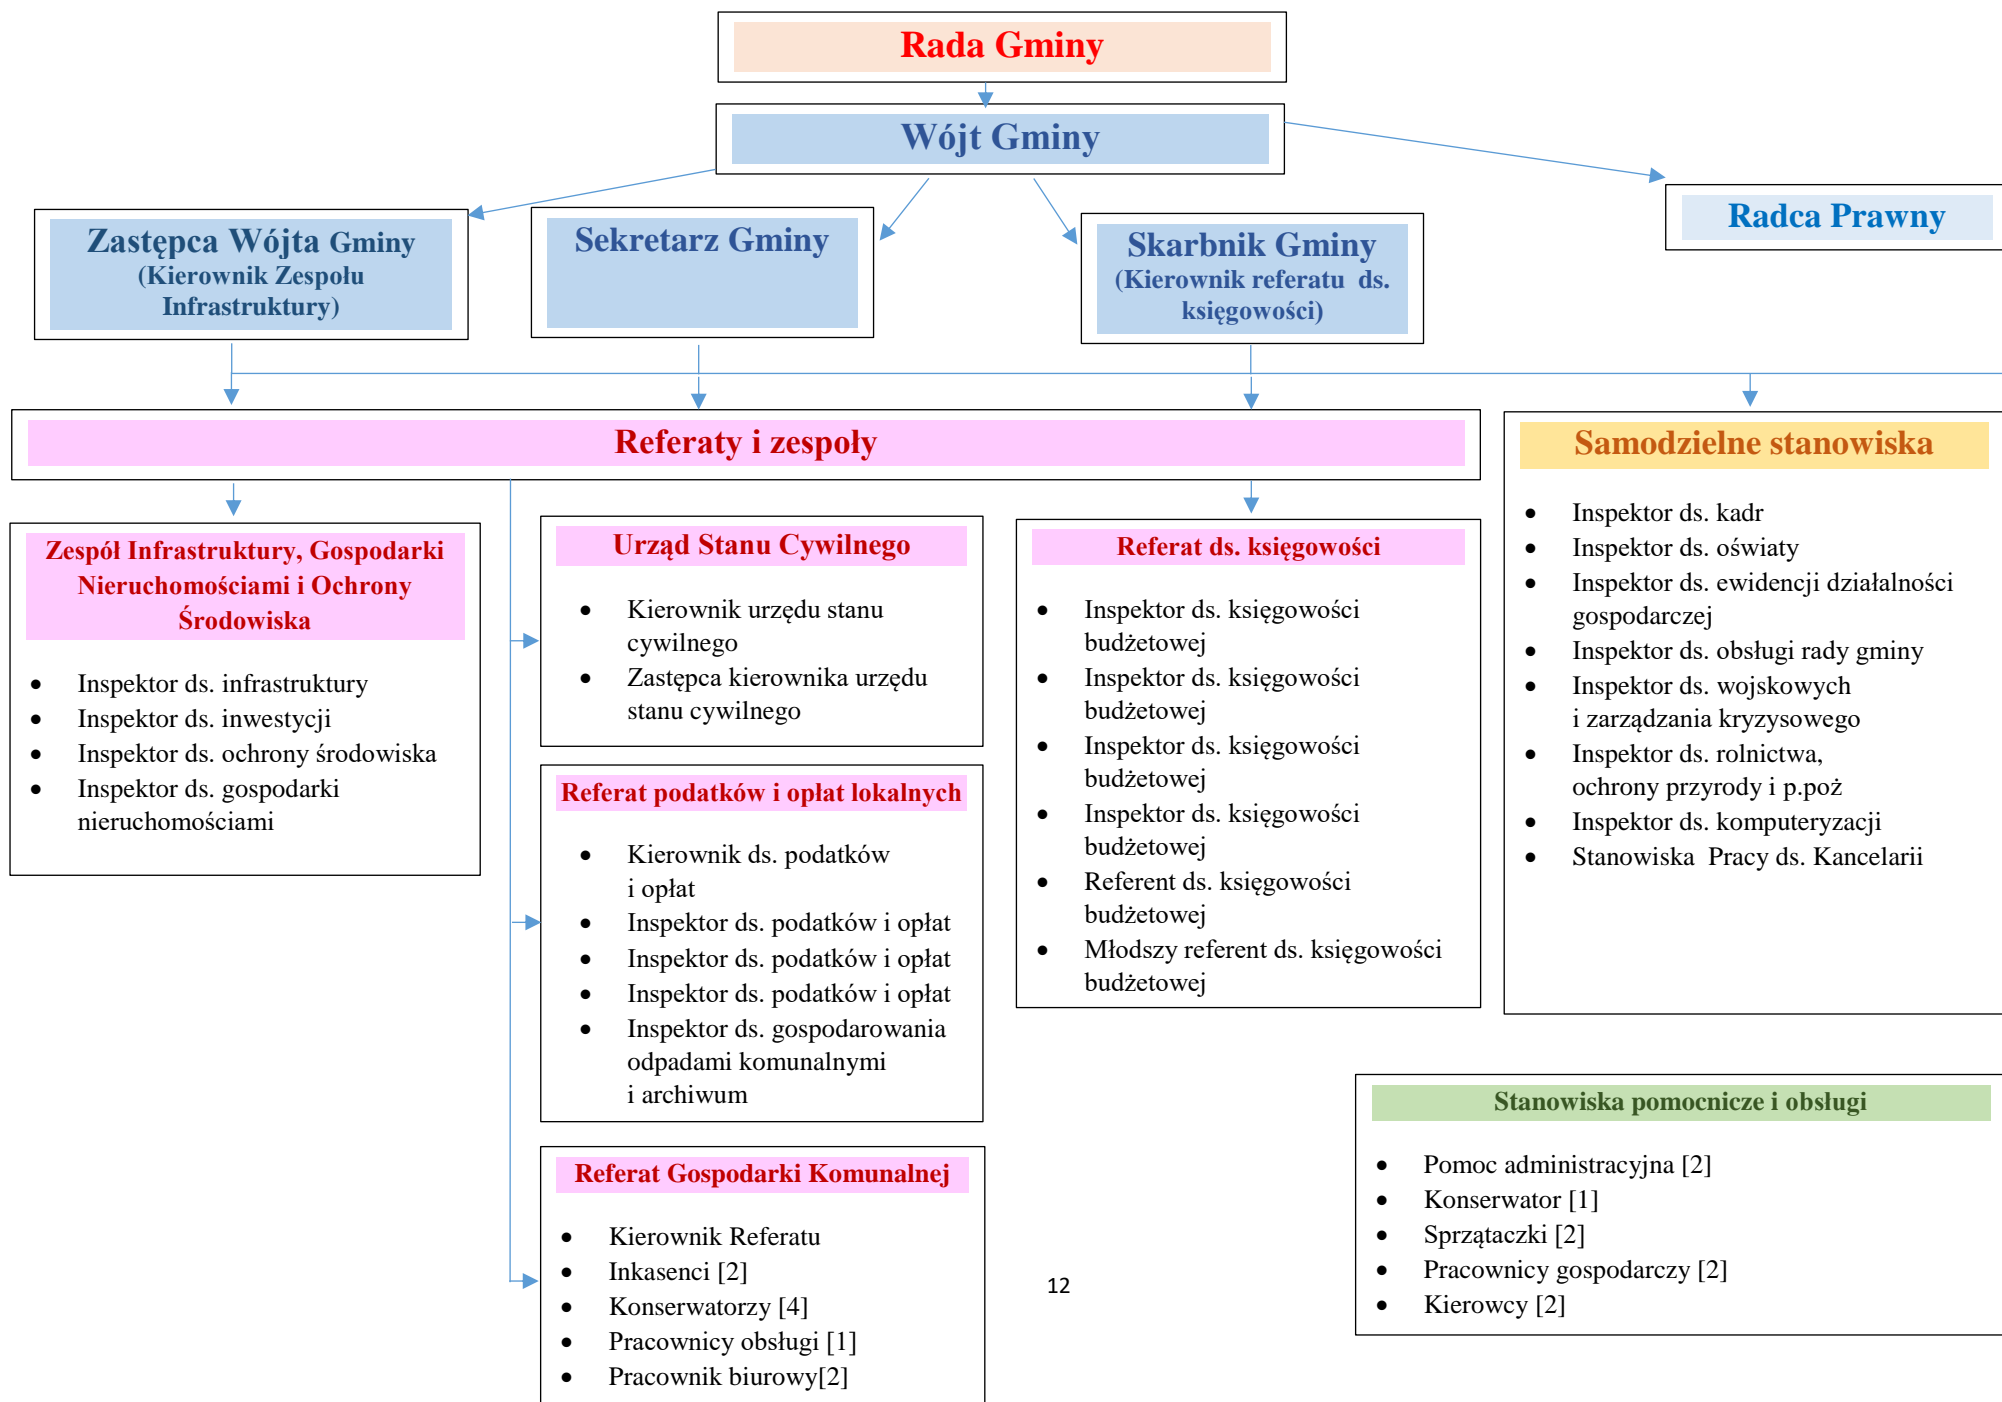 Rada Gminy
Wójt Gminy
Zastępca Wójta Gminy
(Kierownik Zespołu
Infrastruktury)
Sekretarz Gminy
Skarbnik Gminy
(Kierownik referatu ds.
księgowości)
Radca Prawny
Referaty i zespoły
Samodzielne stanowiska
• Inspektor ds. kadr
• Inspektor ds. oświaty
• Inspektor ds. ewidencji działalności
gospodarczej
• Inspektor ds. obsługi rady gminy
• Inspektor ds. wojskowych
i zarządzania kryzysowego
• Inspektor ds. rolnictwa,
ochrony przyrody i p.poż
• Inspektor ds. komputeryzacji
• Stanowiska Pracy ds. Kancelarii
Zespół Infrastruktury, Gospodarki
Nieruchomościami i Ochrony
Środowiska
• Inspektor ds. infrastruktury
• Inspektor ds. inwestycji
• Inspektor ds. ochrony środowiska
• Inspektor ds. gospodarki
nieruchomościami
Urząd Stanu Cywilnego
• Kierownik urzędu stanu
cywilnego
• Zastępca kierownika urzędu
stanu cywilnego
Referat podatków i opłat lokalnych
• Kierownik ds. podatków
i opłat
• Inspektor ds. podatków i opłat
• Inspektor ds. podatków i opłat
• Inspektor ds. podatków i opłat
• Inspektor ds. gospodarowania
odpadami komunalnymi
i archiwum
Referat Gospodarki Komunalnej
• Kierownik Referatu
• Inkasenci [2]
• Konserwatorzy [4]
• Pracownicy obsługi [1]
• Pracownik biurowy[2]
Referat ds. księgowości
• Inspektor ds. księgowości
budżetowej
• Inspektor ds. księgowości
budżetowej
• Inspektor ds. księgowości
budżetowej
• Inspektor ds. księgowości
budżetowej
• Referent ds. księgowości
budżetowej
• Młodszy referent ds. księgowości
budżetowej
Stanowiska pomocnicze i obsługi
• Pomoc administracyjna [2]
• Konserwator [1]
• Sprzątaczki [2]
• Pracownicy gospodarczy [2]
• Kierowcy [2]
12